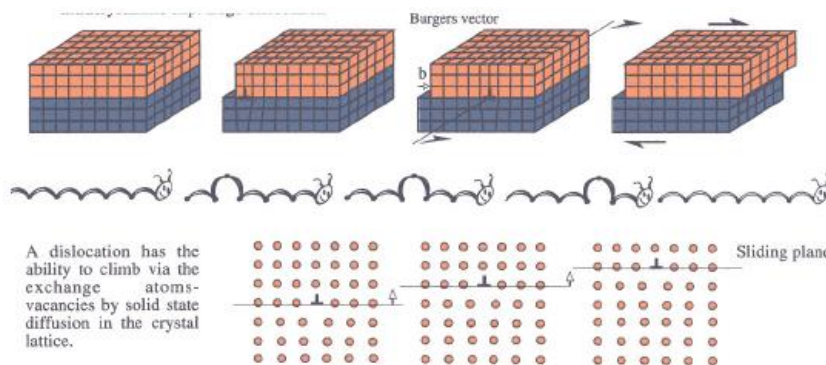 Burgers vector
b
A dislocation has the
ability to climb via the
exchange atoms-
vacancies by solid state
diffusion in the crystal
lattice.
Sliding plane